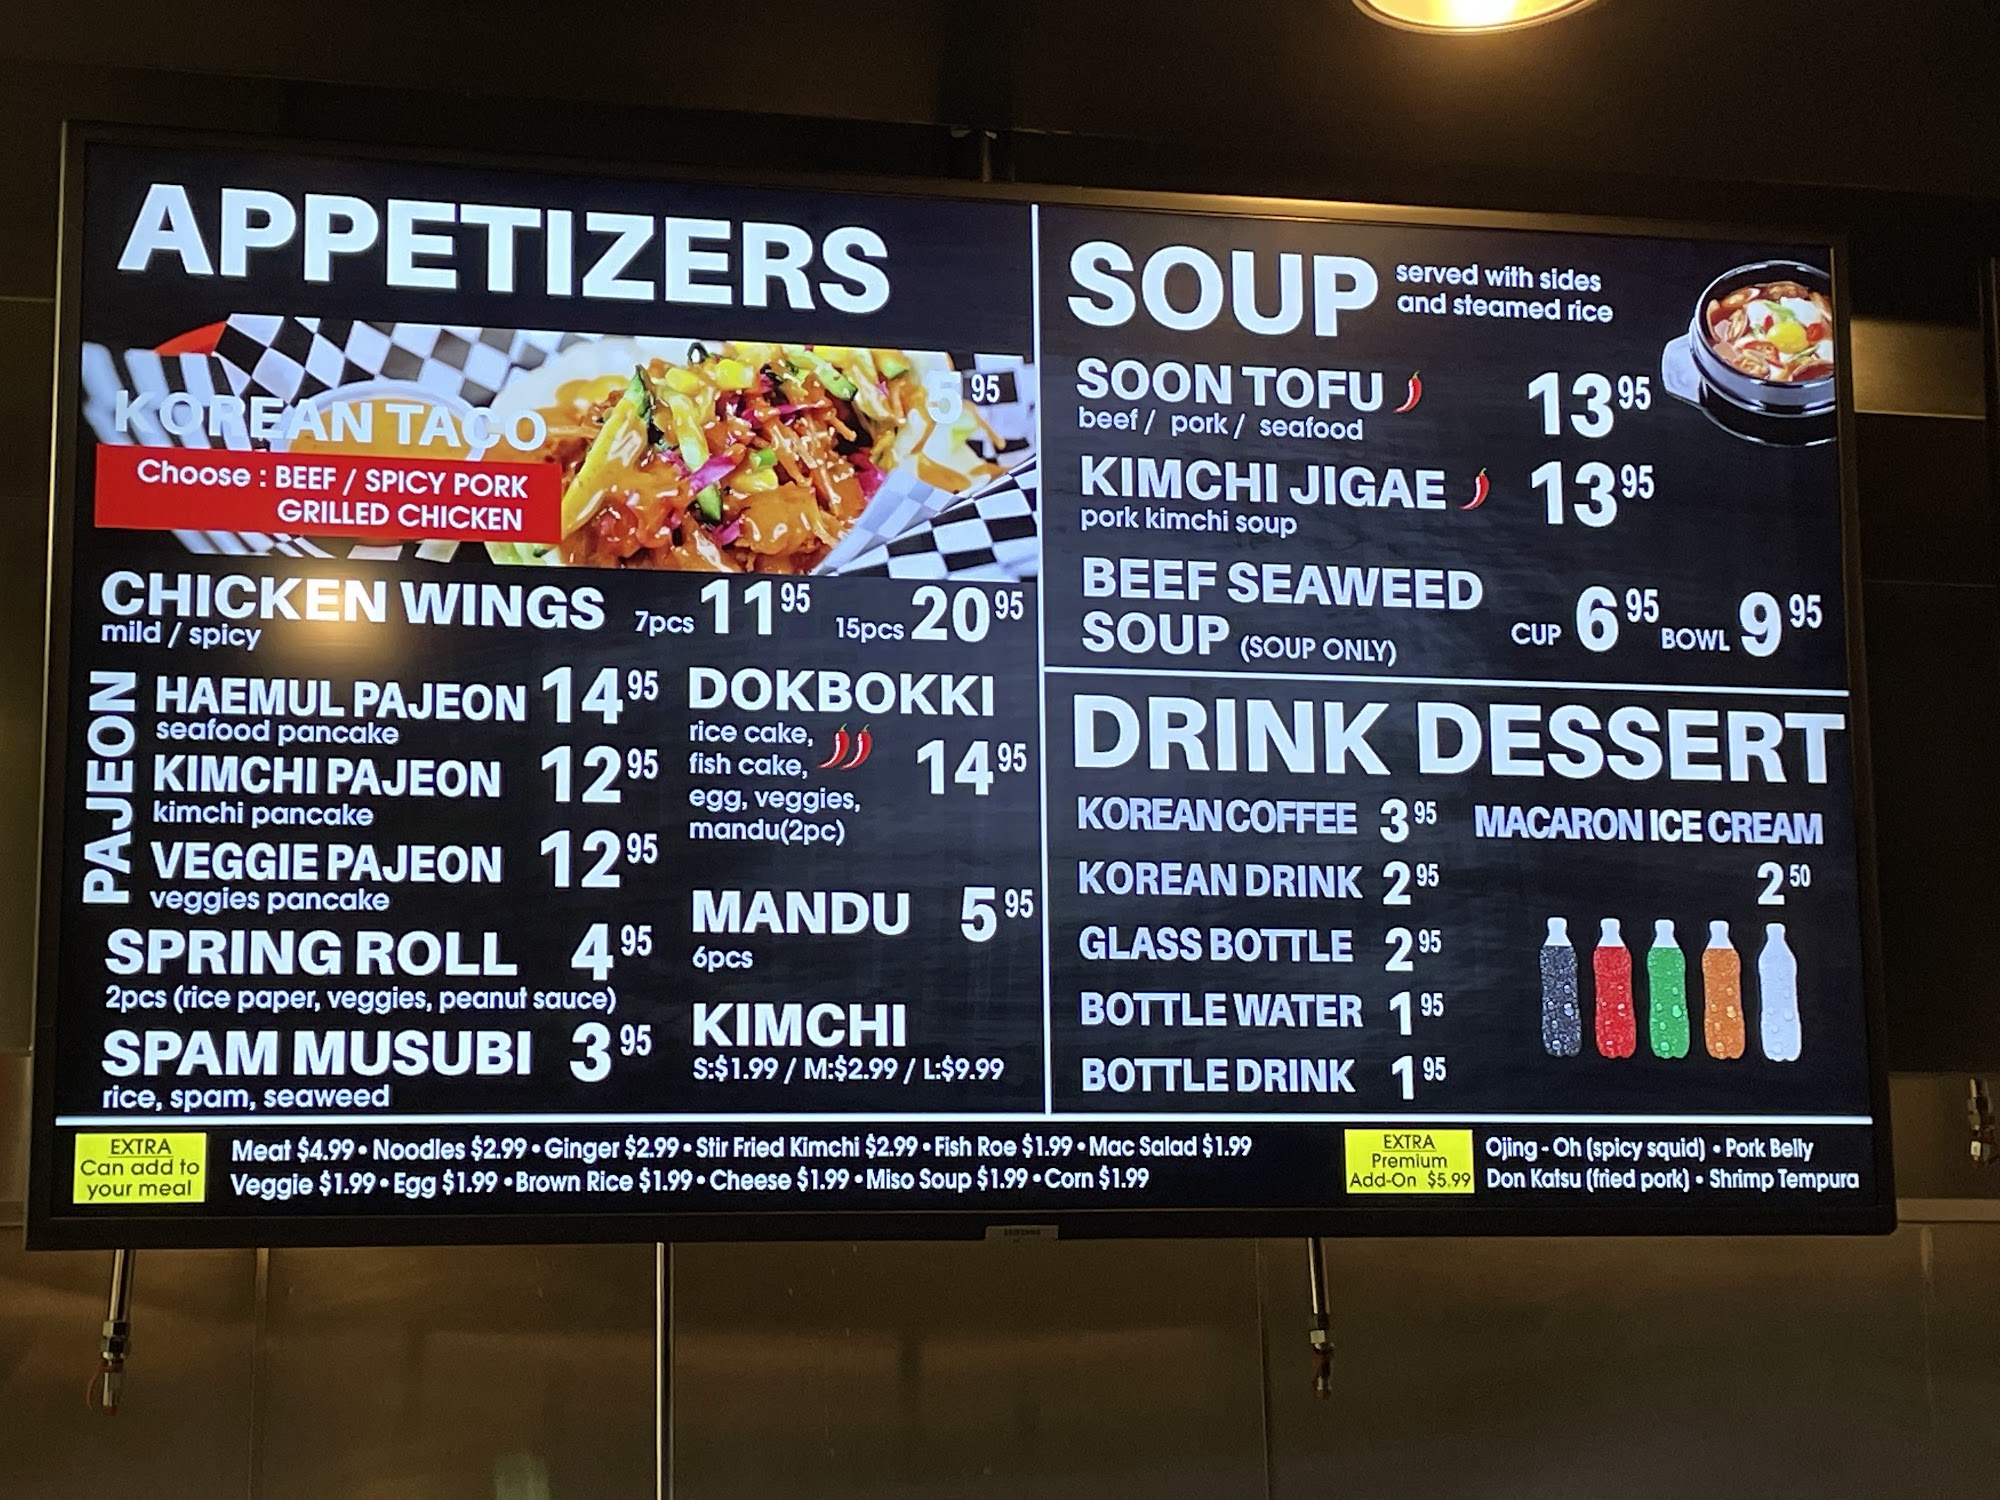 APPETIZERS
KOREAN TACO 5 95
Choose : BEEF / SPICY PORK
GRILLED CHICKEN
CHICKEN WINGS 7pcs 11 95 15pcs 20 95
mild / spicy
PAJEON
HAEMUL PAJEON 14 95
seafood pancake
KIMCHI PAJEON 12 95
kimchi pancake
VEGGIE PAJEON 12 95
veggies pancake
SPRING ROLL 4 95
2pcs (rice paper, veggies, peanut sauce)
SPAM MUSUBI 3 95
rice, spam, seaweed
DOKBOKKI
rice cake,
fish cake, 14 95
egg, veggies,
mandu(2pc)
MANDU 5 95
6pcs
KIMCHI
S:$1.99 / M:$2.99 / L:$9.99
SOUP served with sides
and steamed rice
SOON TOFU 13 95
beef / pork / seafood
KIMCHI JIGAE 13 95
pork kimchi soup
BEEF SEAWEED
SOUP (SOUP ONLY) CUP 6 95 BOWL 9 95
DRINK DESSERT
KOREAN COFFEE 3 95
KOREAN DRINK 2 95
GLASS BOTTLE 2 95
BOTTLE WATER 1 95
BOTTLE DRINK 1 95
MACARON ICE CREAM
2 50
EXTRA
Can add to
your meal
Meat $4.99 • Noodles $2.99 • Ginger $2.99 • Stir Fried Kimchi $2.99 • Fish Roe $1.99 • Mac Salad $1.99
Veggie $1.99 • Egg $1.99 • Brown Rice $1.99 • Cheese $1.99 • Miso Soup $1.99 • Corn $1.99
EXTRA
Premium
Add-On $5.99
Ojing - Oh (spicy squid) • Pork Belly
Don Katsu (fried pork) • Shrimp Tempura